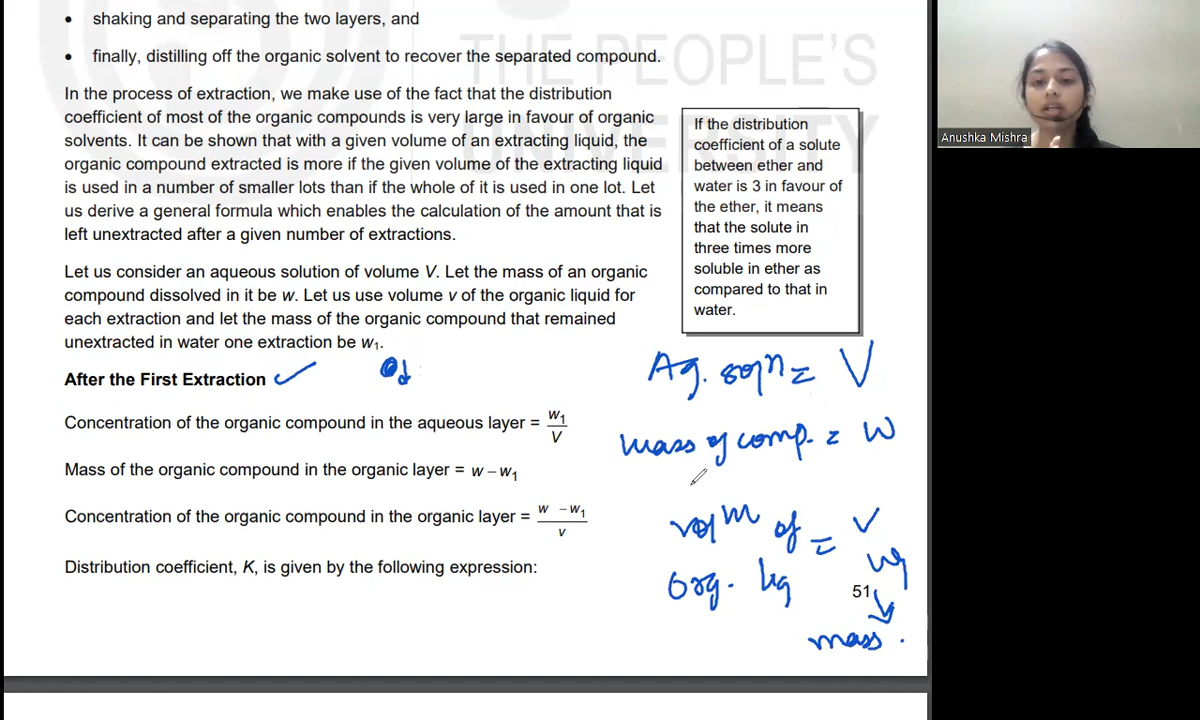 • shaking and separating the two layers, and
• finally, distilling off the organic solvent to recover the separated compound.
THE PEOPLE'S
UNIVERSITY
In the process of extraction, we make use of the fact that the distribution
coefficient of most of the organic compounds is very large in favour of organic
solvents. It can be shown that with a given volume of an extracting liquid, the
organic compound extracted is more if the given volume of the extracting liquid
is used in a number of smaller lots than if the whole of it is used in one lot. Let
us derive a general formula which enables the calculation of the amount that is
left unextracted after a given number of extractions.
If the distribution
coefficient of a solute
between ether and
water is 3 in favour of
the ether, it means
that the solute in
three times more
soluble in ether as
compared to that in
water.
Anushka Mishra
Let us consider an aqueous solution of volume V. Let the mass of an organic
compound dissolved in it be w. Let us use volume v of the organic liquid for
each extraction and let the mass of the organic compound that remained
unextracted in water one extraction be w₁.
After the First Extraction
Concentration of the organic compound in the aqueous layer = w₁/V
Mass of the organic compound in the organic layer = w – w₁
Concentration of the organic compound in the organic layer = w – w₁/v
Distribution coefficient, K, is given by the following expression:
Aq. solⁿ = V
mass of comp. = w
volm of = v
org. liq w₁
51
mass.